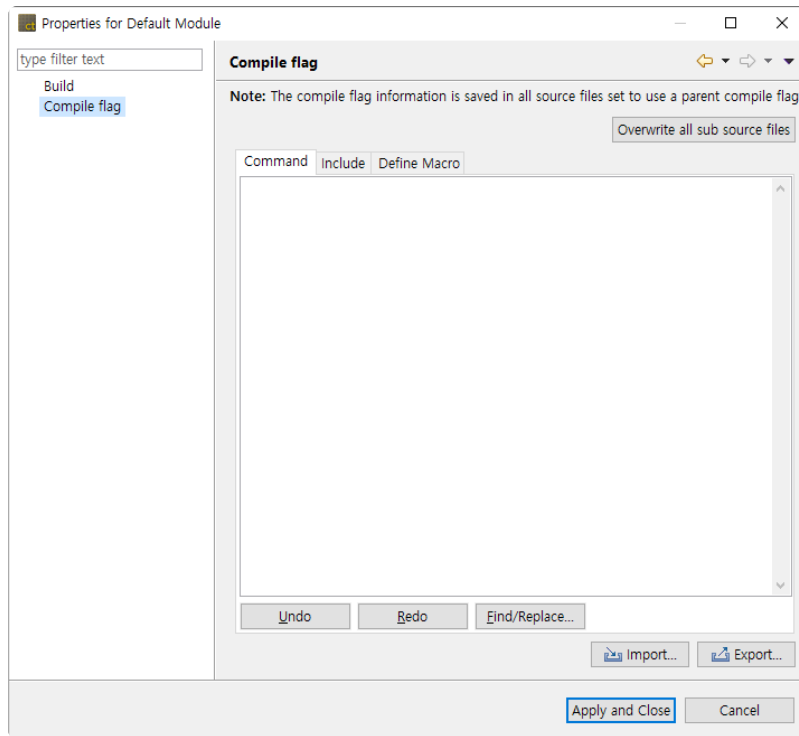 ct Properties for Default Module
type filter text
Build
Compile flag
Compile flag
Note: The compile flag information is saved in all source files set to use a parent compile flag
Overwrite all sub source files
Command Include Define Macro
Undo Redo Find/Replace...
Import... Export...
Apply and Close Cancel